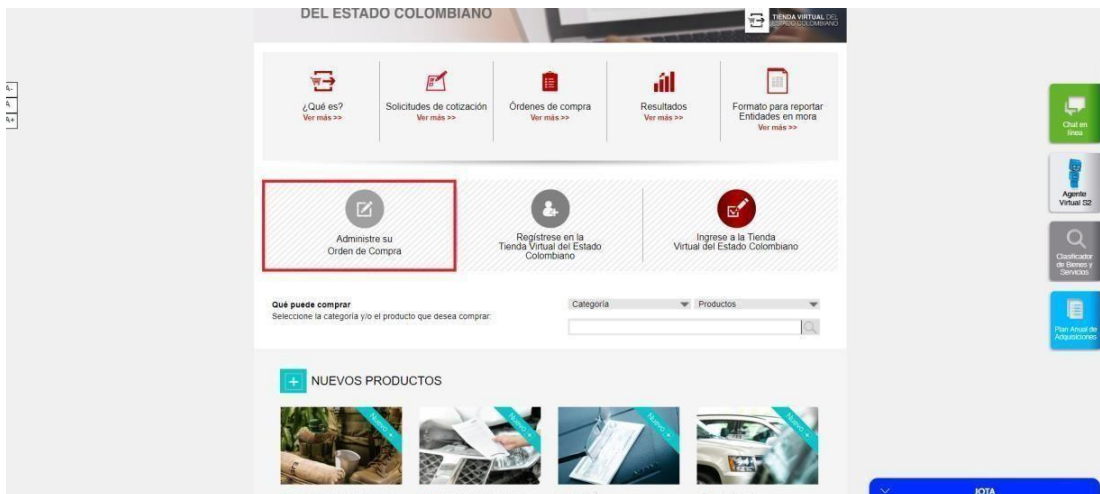 DEL ESTADO COLOMBIANO
TIENDA VIRTUAL DEL
ESTADO COLOMBIANO
A-
A
A+
¿Qué es?
Ver más >>
Solicitudes de cotización
Ver más >>
Órdenes de compra
Ver más >>
Resultados
Ver más >>
Formato para reportar
Entidades en mora
Ver más >>
Chat en
línea
Agente
Virtual S2
Clasificador
de Bienes y
Servicios
Plan Anual de
Adquisiciones
Administre su
Orden de Compra
Regístrese en la
Tienda Virtual del Estado
Colombiano
Ingrese a la Tienda
Virtual del Estado Colombiano
Qué puede comprar
Seleccione la categoría y/o el producto que desea comprar:
Categoría
Productos
NUEVOS PRODUCTOS
Nuevo +
Nuevo +
Nuevo +
Nuevo +
JOTA